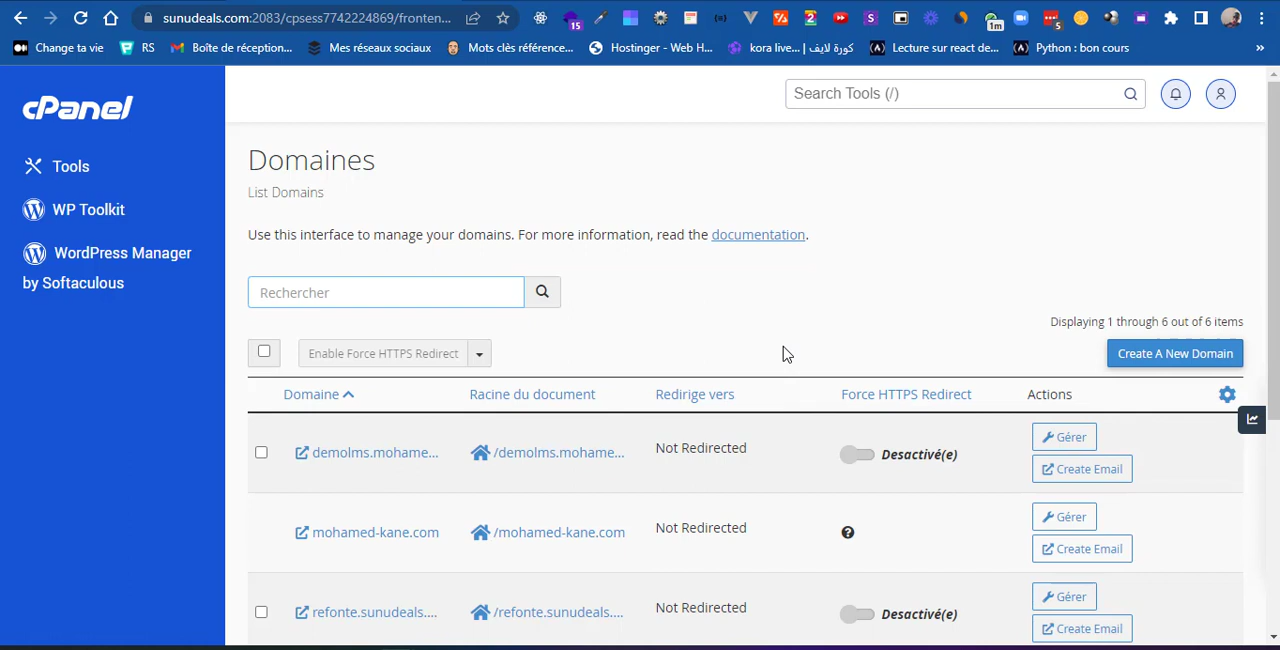 sunudeals.com:2083/cpsess7742224869/fronten...
15
2
S
1m
5
Change ta vie
RS
Boîte de réception...
Mes réseaux sociaux
Mots clés référence...
Hostinger - Web H...
kora live... | كورة لايف
Lecture sur react de...
Python : bon cours
»
cPanel
Search Tools (/)
Tools
WP Toolkit
WordPress Manager
by Softaculous
Domaines
List Domains
Use this interface to manage your domains. For more information, read the documentation.
Rechercher
Displaying 1 through 6 out of 6 items
Enable Force HTTPS Redirect
Create A New Domain
Domaine Racine du document Redirige vers Force HTTPS Redirect Actions
demolms.mohame... /demolms.mohame... Not Redirected Desactivé(e) Gérer
Create Email
mohamed-kane.com /mohamed-kane.com Not Redirected Gérer
Create Email
refonte.sunudeals.... /refonte.sunudeals.... Not Redirected Desactivé(e) Gérer
Create Email